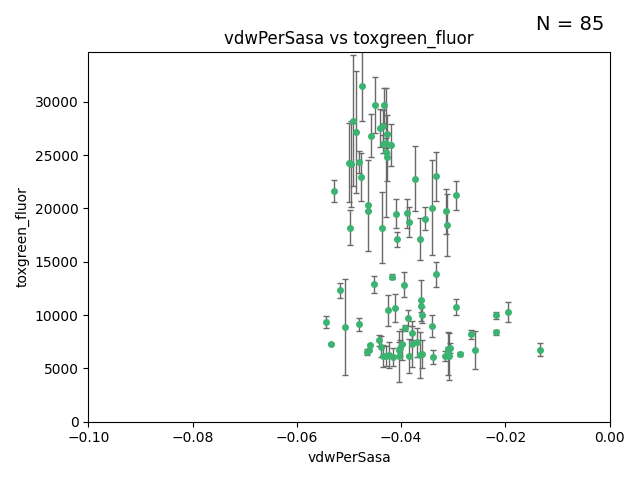 N = 85
vdwPerSasa vs toxgreen_fluor
toxgreen_fluor
30000
25000
20000
15000
10000
5000
0
−0.10 −0.08 −0.06 −0.04 −0.02 0.00
vdwPerSasa